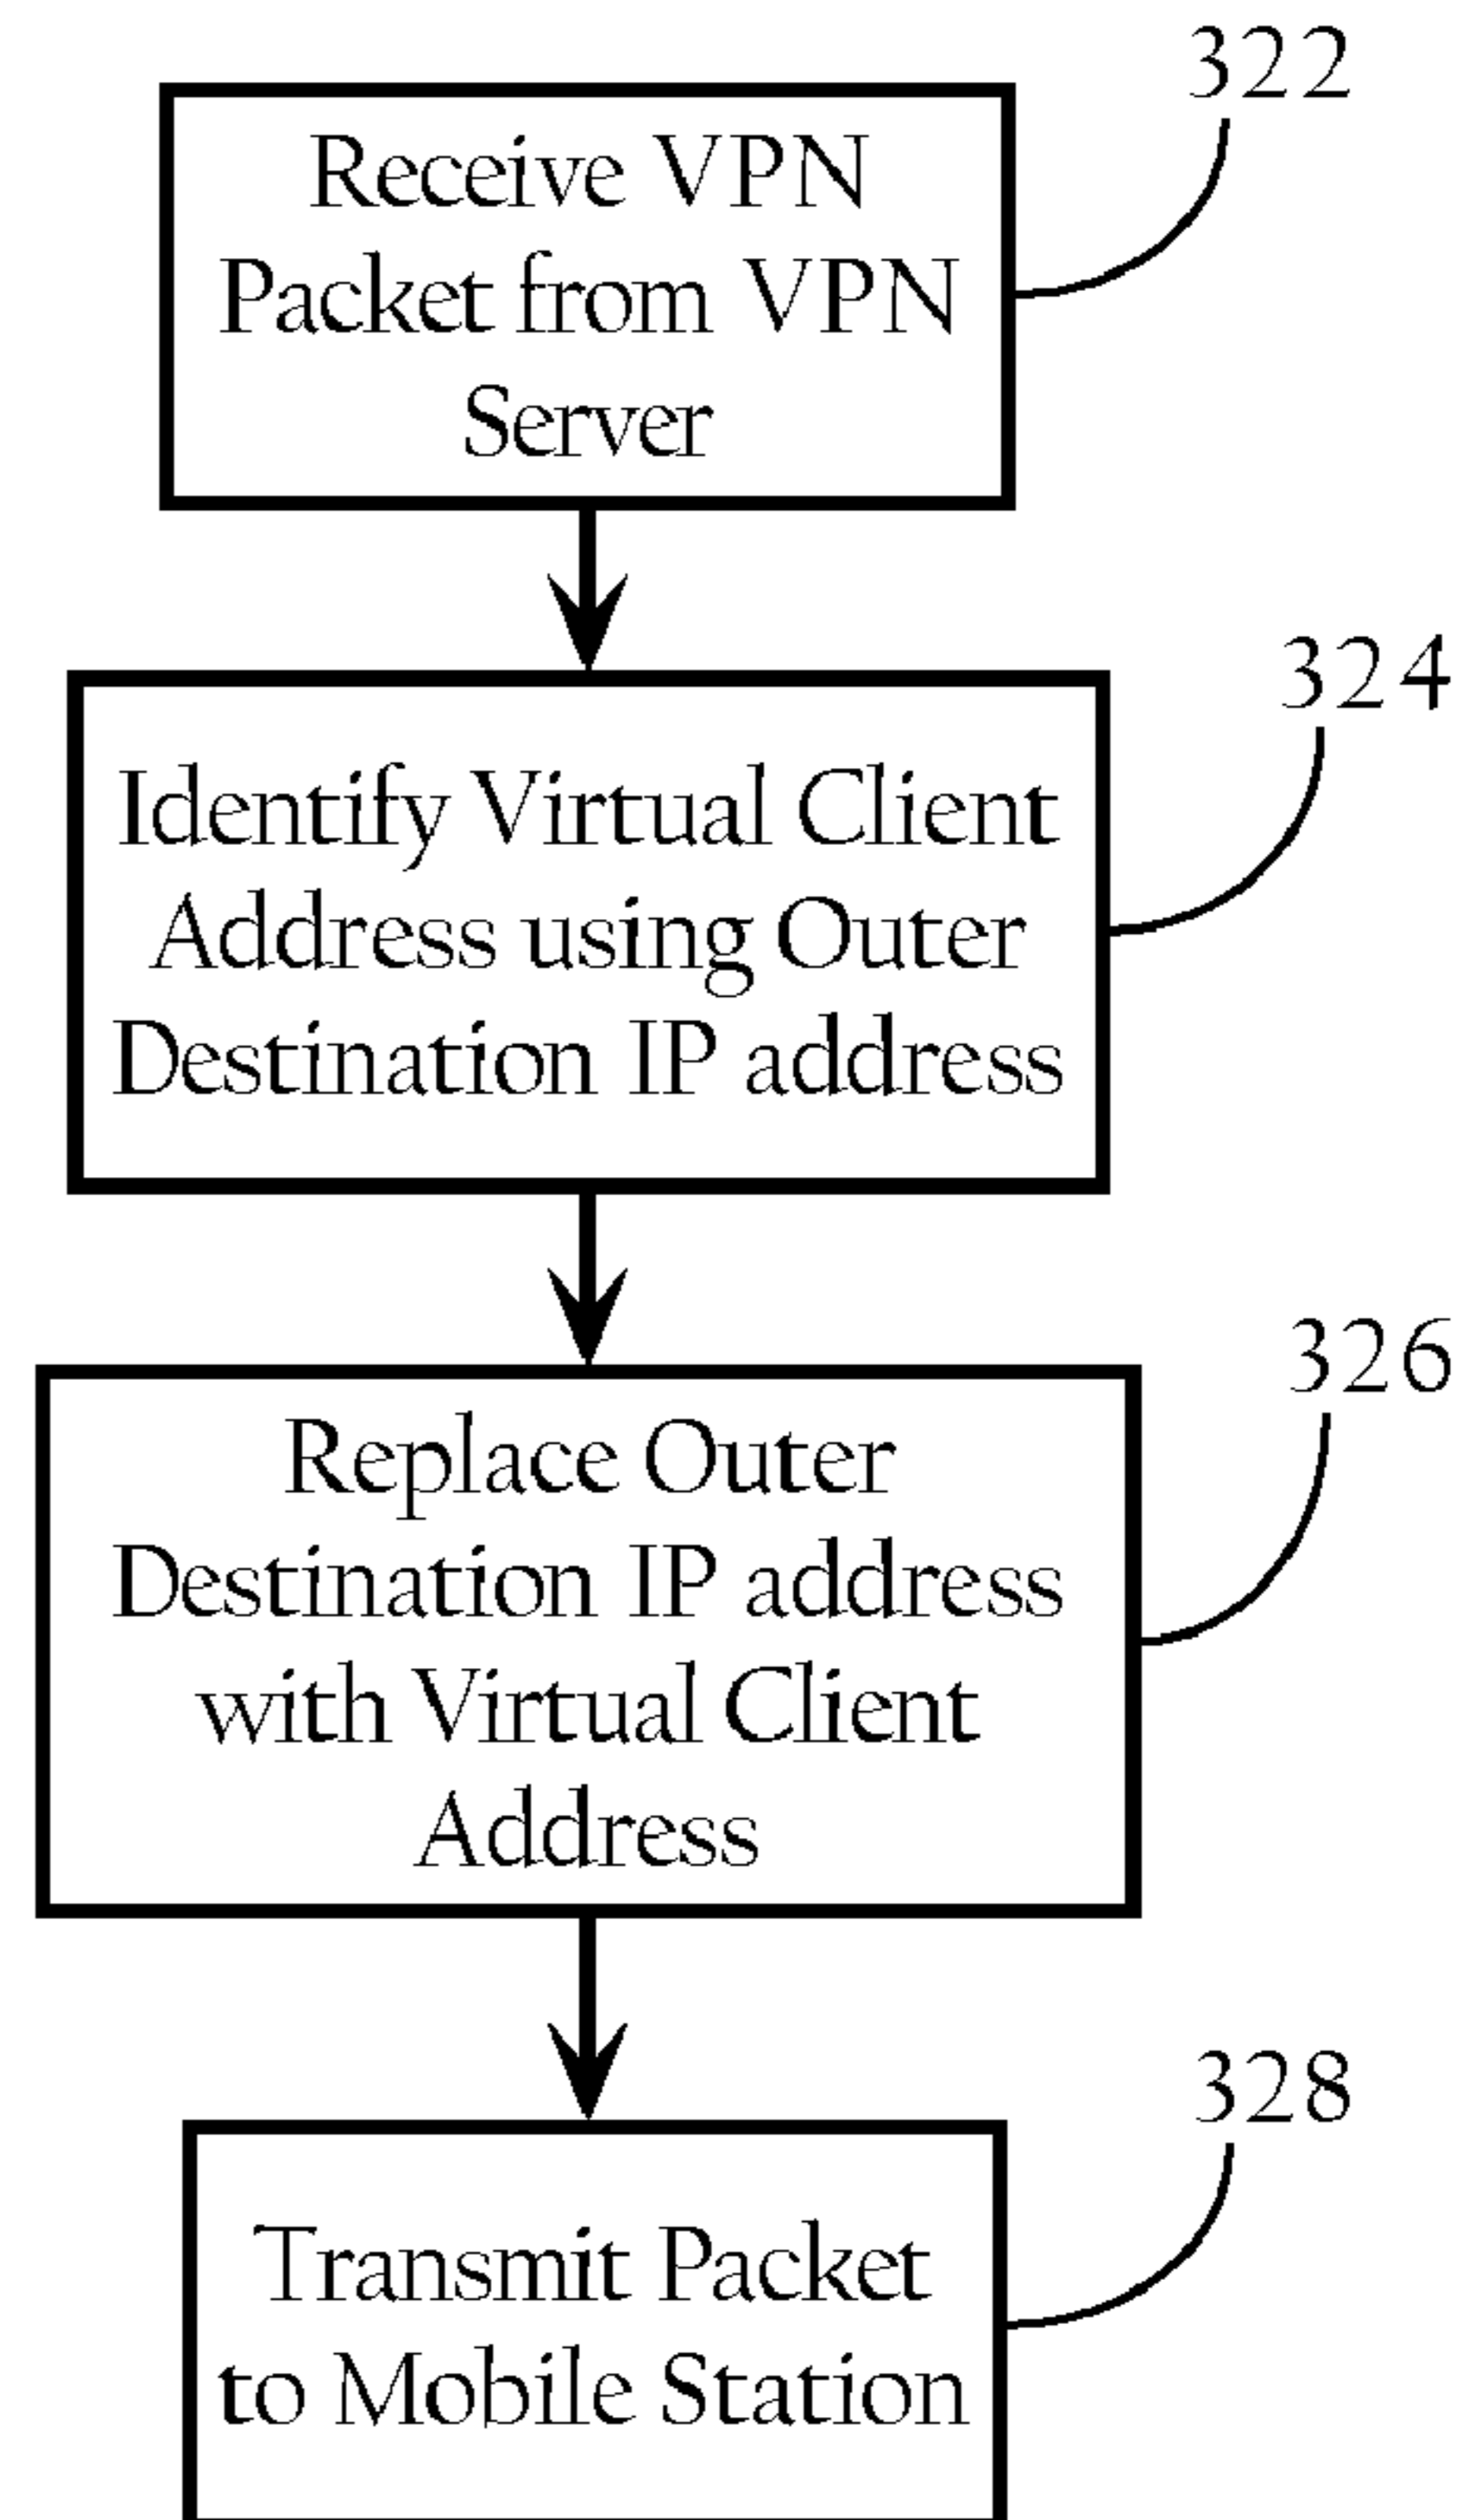 322
Receive VPN
Packet from VPN
Server
324
Identify Virtual Client
Address using Outer
Destination IP address
326
Replace Outer
Destination IP address
with Virtual Client
Address
328
Transmit Packet
to Mobile Station